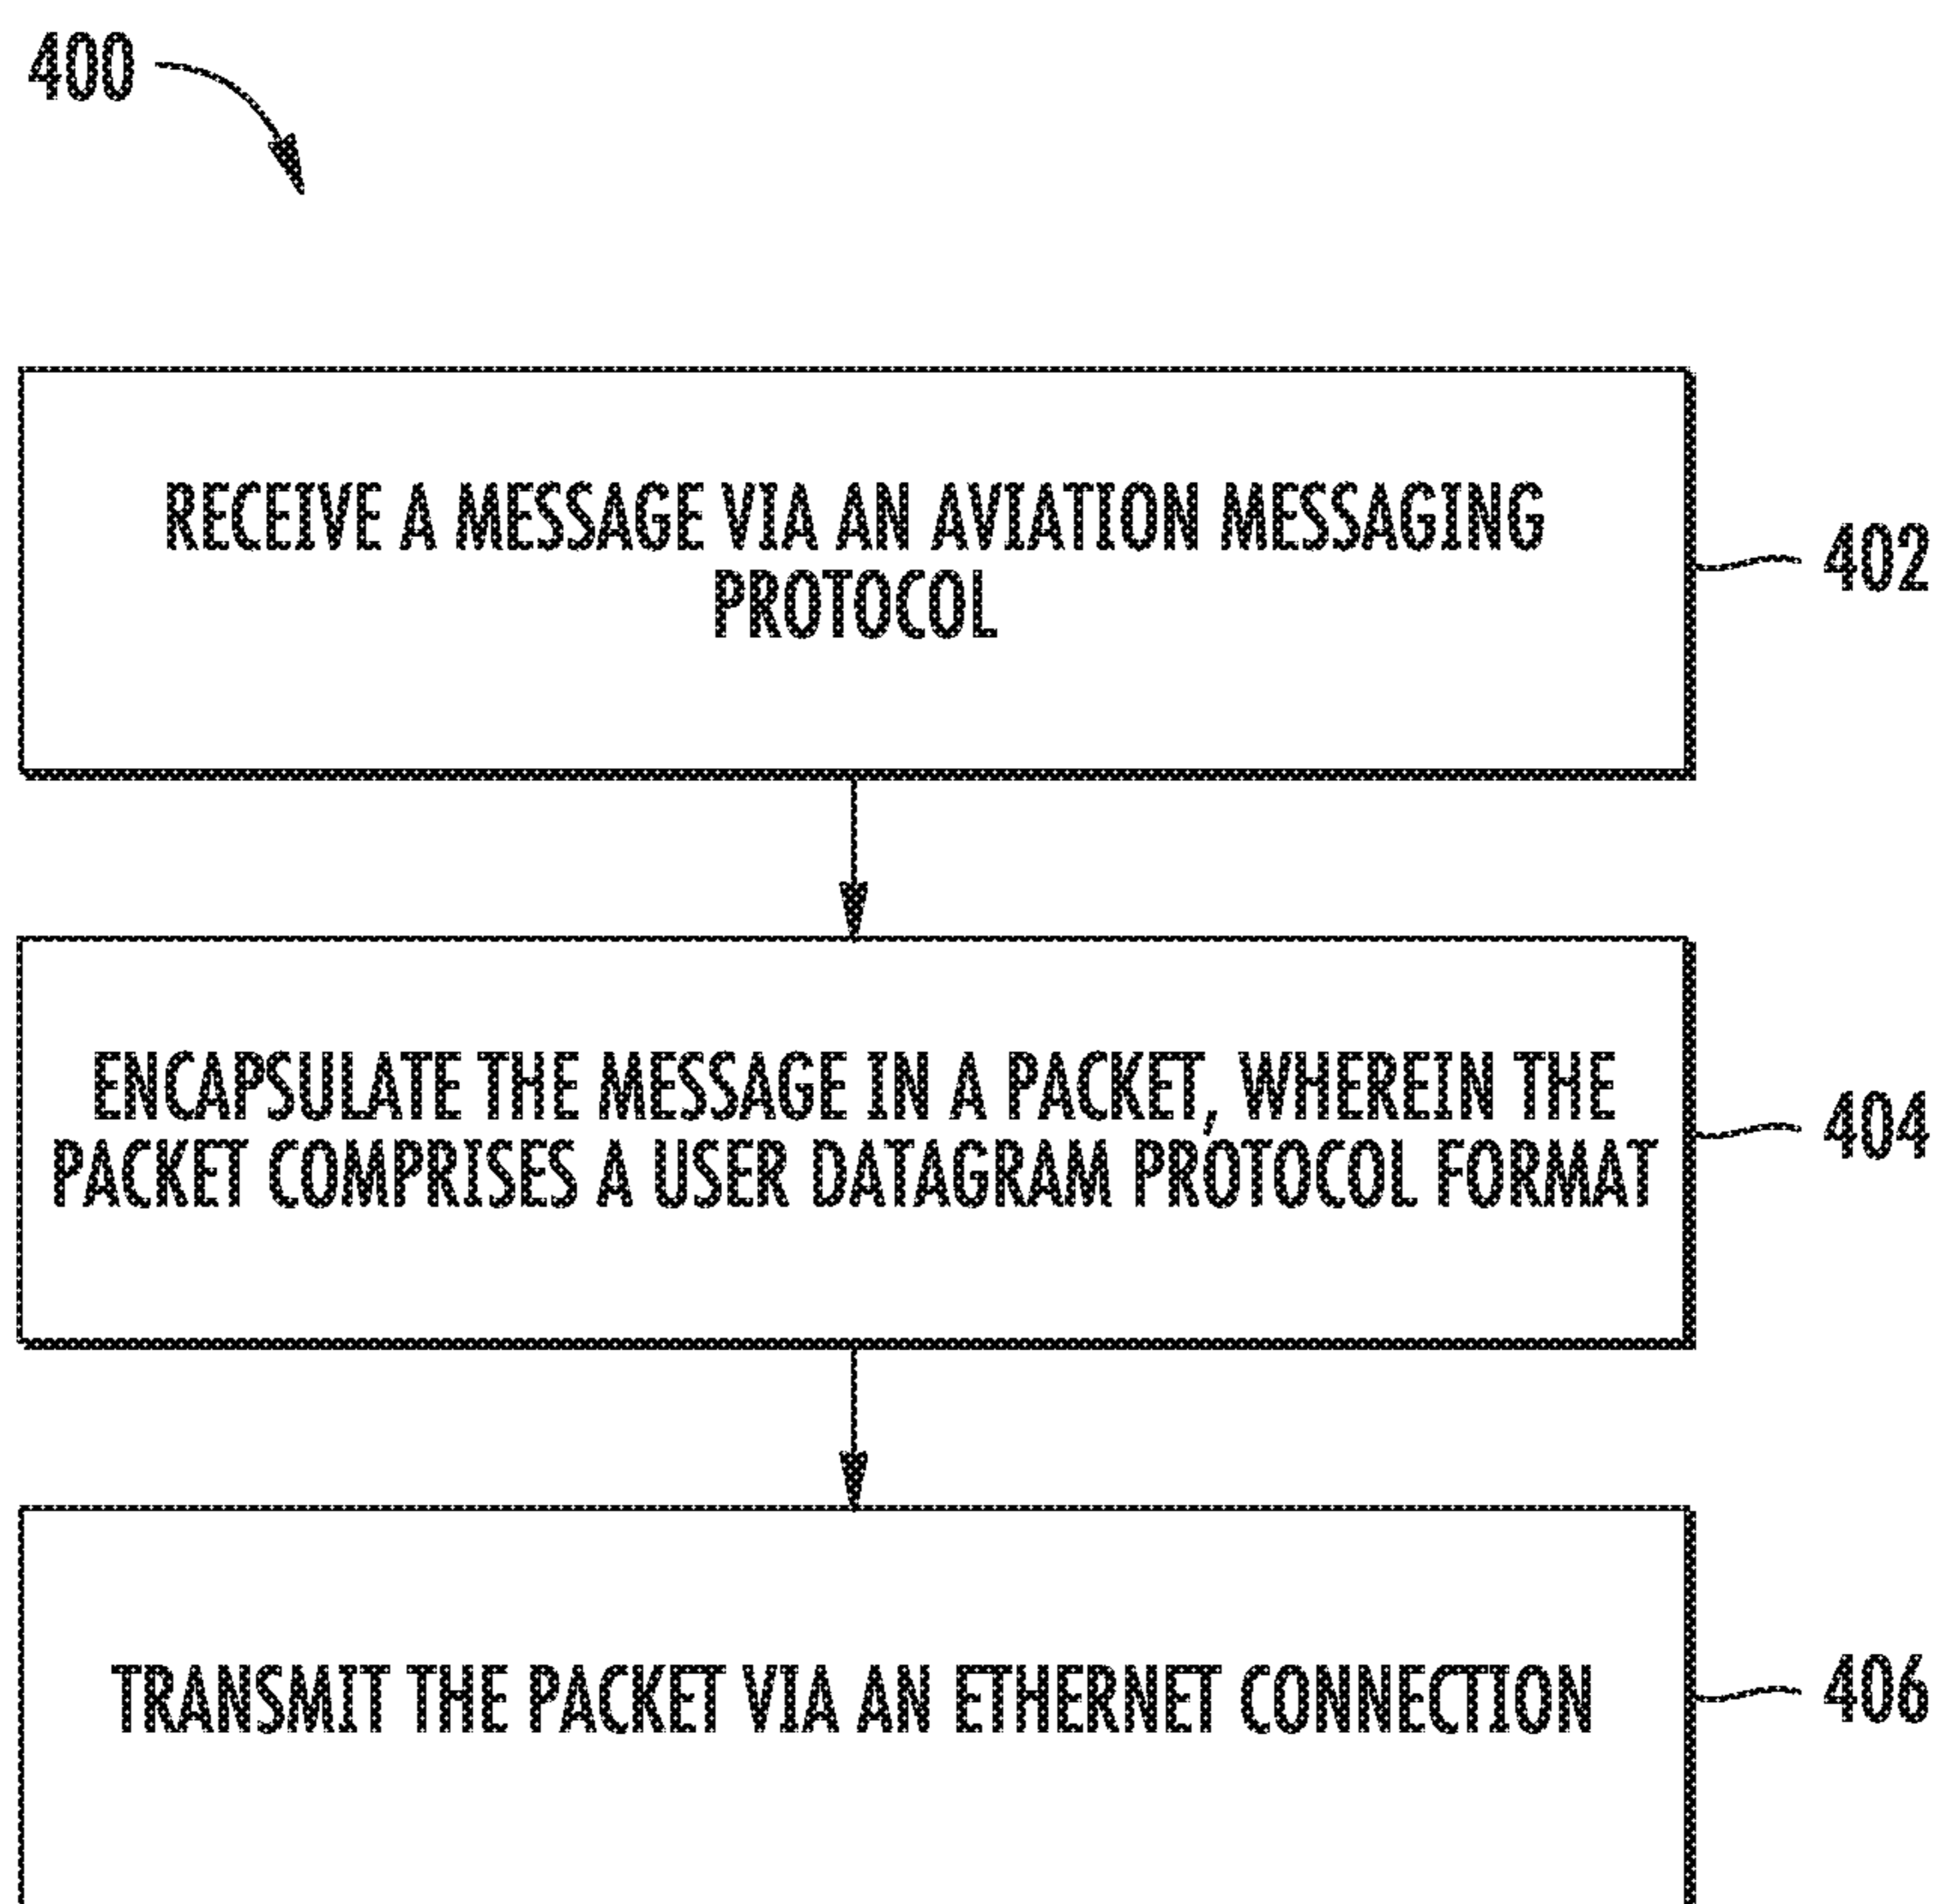 400
RECEIVE A MESSAGE VIA AN AVIATION MESSAGING
PROTOCOL
402
ENCAPSULATE THE MESSAGE IN A PACKET, WHEREIN THE
PACKET COMPRISES A USER DATAGRAM PROTOCOL FORMAT
404
TRANSMIT THE PACKET VIA AN ETHERNET CONNECTION
406